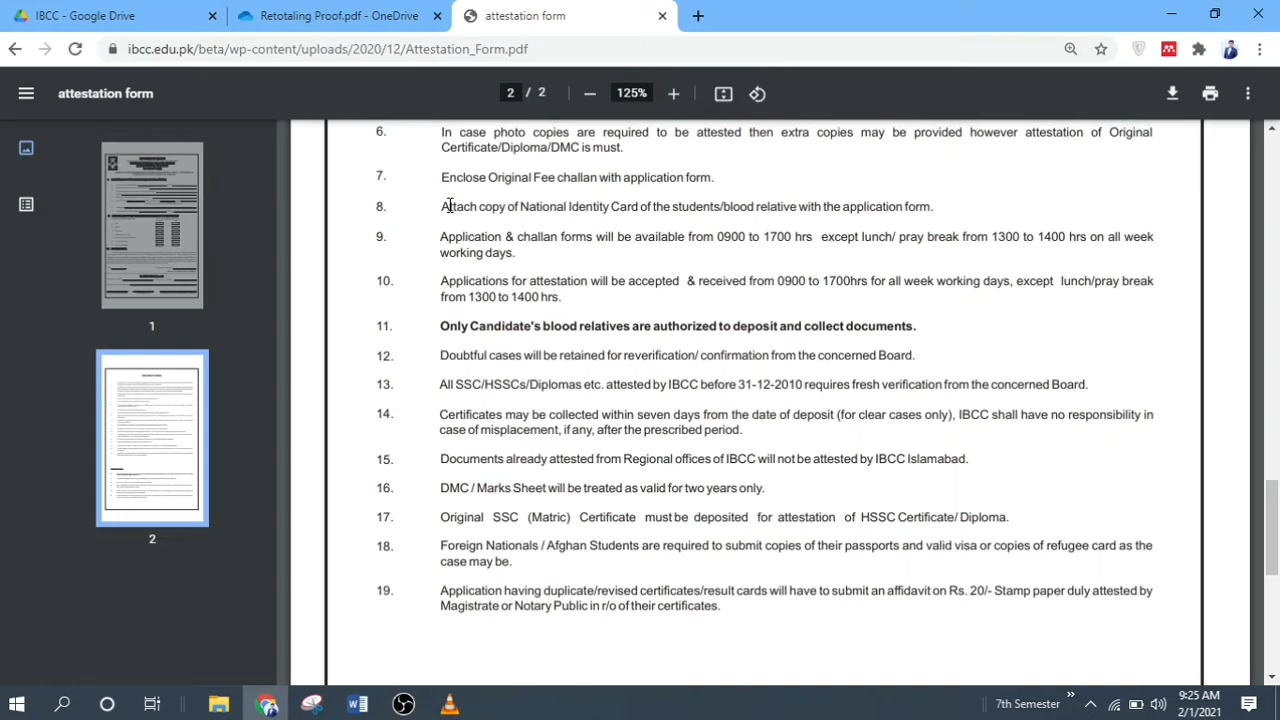 IBCC - Google Drive
Retotaling Proof.pdf - OneDrive
attestation form
ibcc.edu.pk/beta/wp-content/uploads/2020/12/Attestation_Form.pdf
attestation form
2 / 2
125%
6. In case photo copies are required to be attested then extra copies may be provided however attestation of Original
Certificate/Diploma/DMC is must.
7. Enclose Original Fee challan with application form.
8. Attach copy of National Identity Card of the students/blood relative with the application form.
9. Application & challan forms will be available from 0900 to 1700 hrs except lunch/ pray break from 1300 to 1400 hrs on all week
working days.
10. Applications for attestation will be accepted & received from 0900 to 1700hrs for all week working days, except lunch/pray break
from 1300 to 1400 hrs.
11. Only Candidate's blood relatives are authorized to deposit and collect documents.
12. Doubtful cases will be retained for reverification/ confirmation from the concerned Board.
13. All SSC/HSSCs/Diplomas etc. attested by IBCC before 31-12-2010 requires fresh verification from the concerned Board.
14. Certificates may be collected within seven days from the date of deposit (for clear cases only), IBCC shall have no responsibility in
case of misplacement, if any, after the prescribed period.
15. Documents already attested from Regional offices of IBCC will not be attested by IBCC Islamabad.
16. DMC / Marks Sheet will be treated as valid for two years only.
17. Original SSC (Matric) Certificate must be deposited for attestation of HSSC Certificate/ Diploma.
18. Foreign Nationals / Afghan Students are required to submit copies of their passports and valid visa or copies of refugee card as the
case may be.
19. Application having duplicate/revised certificates/result cards will have to submit an affidavit on Rs. 20/- Stamp paper duly attested by
Magistrate or Notary Public in r/o of their certificates.
1
2
7th Semester
9:25 AM
2/1/2021